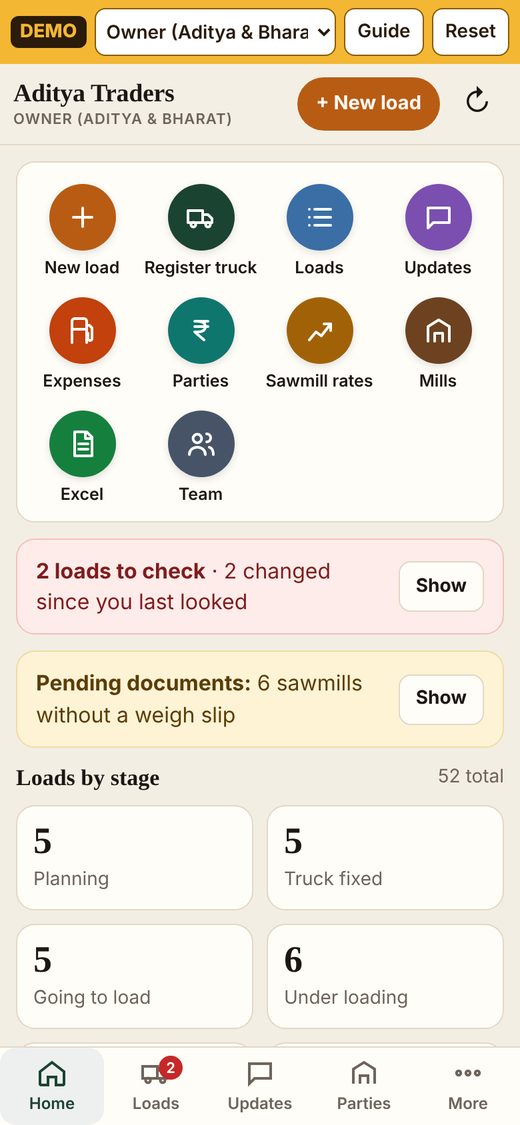 DEMO Owner (Aditya & Bhara Guide Reset
Aditya Traders
OWNER (ADITYA & BHARAT)
+ New load
New load Register truck Loads Updates
Expenses Parties Sawmill rates Mills
Excel Team
2 loads to check · 2 changed
since you last looked
Show
Pending documents: 6 sawmills
without a weigh slip
Show
Loads by stage 52 total
5 5
Planning Truck fixed
5 6
Going to load Under loading
2
Home Loads Updates Parties More